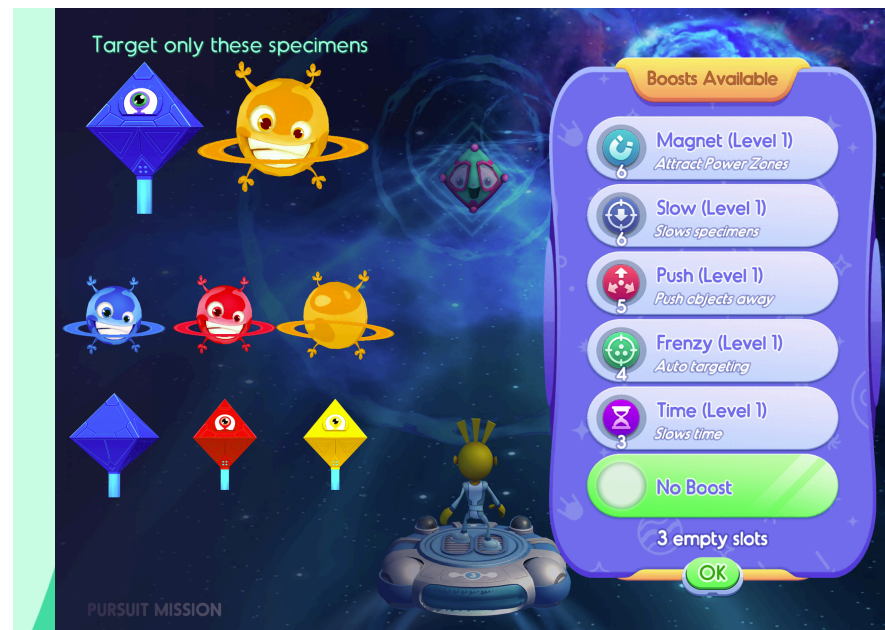 Target only these specimens
Boosts Available
Magnet (Level 1)
Attract Power Zones
6
Slow (Level 1)
Slows specimens
6
Push (Level 1)
Push objects away
5
Frenzy (Level 1)
Auto targeting
4
Time (Level 1)
Slows time
3
No Boost
3 empty slots
OK
3
PURSUIT MISSION